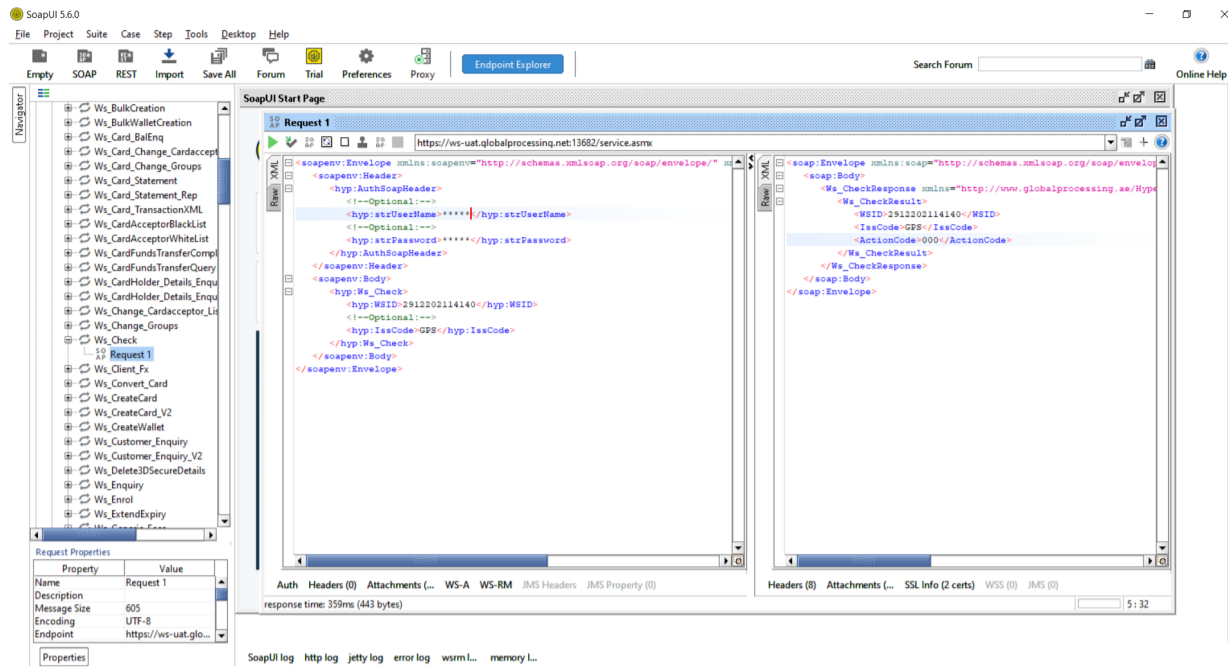 SoapUI 5.6.0
File Project Suite Case Step Tools Desktop Help
Empty SOAP REST Import Save All Forum Trial Preferences Proxy
Endpoint Explorer
Search Forum
Online Help
Navigator
Ws_BulkCreation
Ws_BulkWalletCreation
Ws_Card_BalEnq
Ws_Card_Change_Cardaccept
Ws_Card_Change_Groups
Ws_Card_Statement
Ws_Card_Statement_Rep
Ws_Card_TransactionXML
Ws_CardAcceptorBlackList
Ws_CardAcceptorWhiteList
Ws_CardFundsTransferCompl
Ws_CardFundsTransferQuery
Ws_CardHolder_Details_Enqu
Ws_CardHolder_Details_Enqu
Ws_Change_Cardacceptor_Lis
Ws_Change_Groups
Ws_Check
SOAP Request 1
Ws_Client_Fx
Ws_Convert_Card
Ws_CreateCard
Ws_CreateCard_V2
Ws_CreateWallet
Ws_Customer_Enquiry
Ws_Customer_Enquiry_V2
Ws_Delete3DSecureDetails
Ws_Enquiry
Ws_Enrol
Ws_ExtendExpiry
Request Properties
Property Value
Name Request 1
Description
Message Size 605
Encoding UTF-8
Endpoint https://ws-uat.glo...
Properties
SoapUI Start Page
SOAP Request 1
https://ws-uat.globalprocessing.net:13682/service.asmx
XML
Raw
<soapenv:Envelope xmlns:soapenv="http://schemas.xmlsoap.org/soap/envelope/"
<soapenv:Header>
<hyp:AuthSoapHeader>
<!--Optional:-->
<hyp:strUserName>*****</hyp:strUserName>
<!--Optional:-->
<hyp:strPassword>*****</hyp:strPassword>
</hyp:AuthSoapHeader>
</soapenv:Header>
<soapenv:Body>
<hyp:Ws_Check>
<hyp:WSID>2912202114140</hyp:WSID>
<!--Optional:-->
<hyp:IssCode>GPS</hyp:IssCode>
</hyp:Ws_Check>
</soapenv:Body>
</soapenv:Envelope>
Auth Headers (0) Attachments (... WS-A WS-RM JMS Headers JMS Property (0)
response time: 359ms (443 bytes)
XML
Raw
<soap:Envelope xmlns:soap="http://schemas.xmlsoap.org/soap/envelop
<soap:Body>
<Ws_CheckResponse xmlns="http://www.globalprocessing.ae/Hype
<Ws_CheckResult>
<WSID>2912202114140</WSID>
<IssCode>GPS</IssCode>
<ActionCode>000</ActionCode>
</Ws_CheckResult>
</Ws_CheckResponse>
</soap:Body>
</soap:Envelope>
Headers (8) Attachments (... SSL Info (2 certs) WSS (0) JMS (0)
5 : 32
SoapUI log http log jetty log error log wsrm l... memory l...